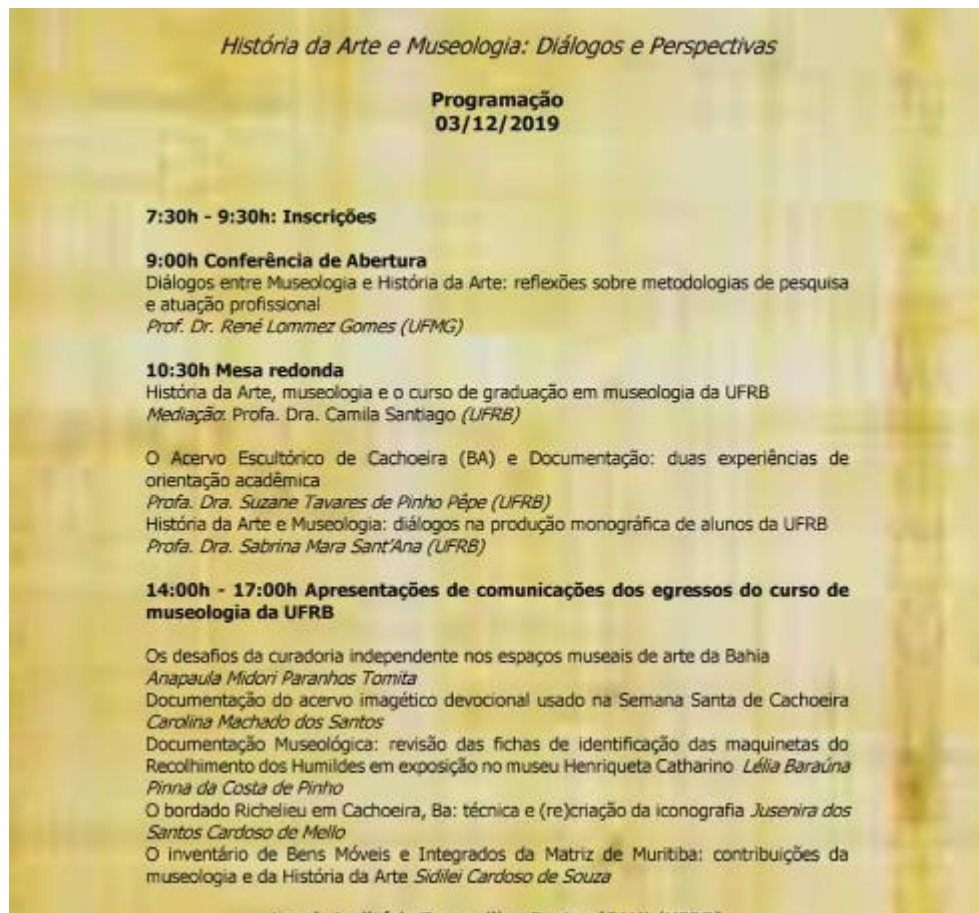 História da Arte e Museologia: Diálogos e Perspectivas
Programação
03/12/2019
7:30h - 9:30h: Inscrições
9:00h Conferência de Abertura
Diálogos entre Museologia e História da Arte: reflexões sobre metodologias de pesquisa
e atuação profissional
Prof. Dr. René Lommez Gomes (UFMG)
10:30h Mesa redonda
História da Arte, museologia e o curso de graduação em museologia da UFRB
Mediação: Profa. Dra. Camila Santiago (UFRB)
O Acervo Escultórico de Cachoeira (BA) e Documentação: duas experiências de
orientação acadêmica
Profa. Dra. Suzane Tavares de Pinho Pêpe (UFRB)
História da Arte e Museologia: diálogos na produção monográfica de alunos da UFRB
Profa. Dra. Sabrina Mara Sant'Ana (UFRB)
14:00h - 17:00h Apresentações de comunicações dos egressos do curso de
museologia da UFRB
Os desafios da curadoria independente nos espaços museais de arte da Bahia
Anapaula Midori Paranhos Tomita
Documentação do acervo imagético devocional usado na Semana Santa de Cachoeira
Carolina Machado dos Santos
Documentação Museológica: revisão das fichas de identificação das maquinetas do
Recolhimento dos Humildes em exposição no museu Henriqueta Catharino Lélia Baraúna
Pinna da Costa de Pinho
O bordado Richelieu em Cachoeira, Ba: técnica e (re)criação da iconografia Jusenira dos
Santos Cardoso de Mello
O inventário de Bens Móveis e Integrados da Matriz de Muritiba: contribuições da
museologia e da História da Arte Sidilei Cardoso de Souza